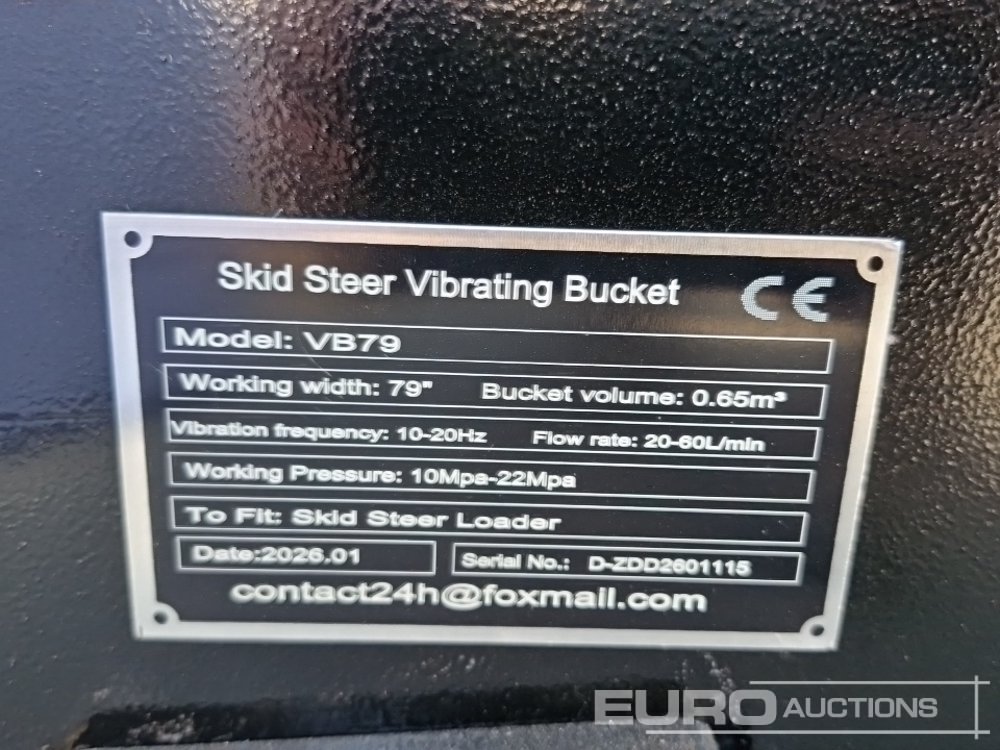 Skid Steer Vibrating Bucket CE
Model: VB79
Working width: 79" Bucket volume: 0.65m³
Vibration frequency: 10-20Hz Flow rate: 20-60L/min
Working Pressure: 10Mpa-22Mpa
To Fit: Skid Steer Loader
Date:2026.01 Serial No.: D-ZDD2601115
contact24h@foxmail.com
EURO AUCTIONS